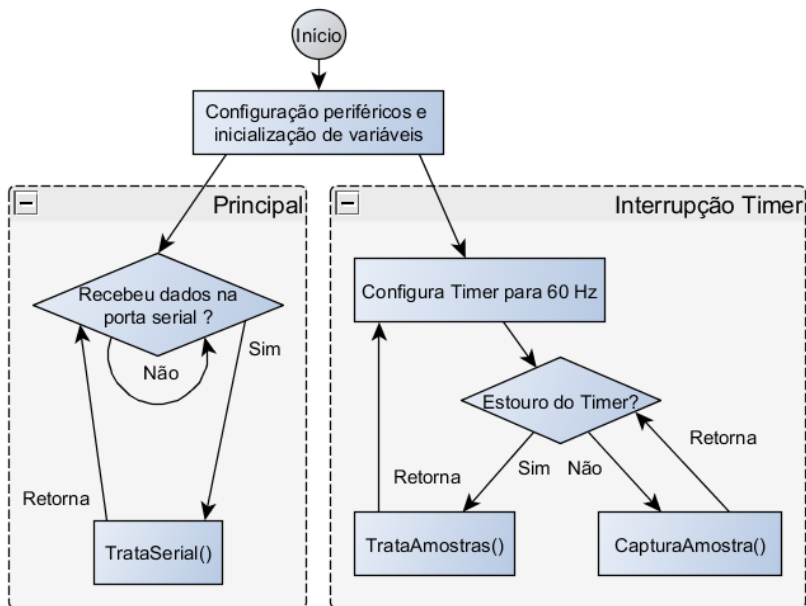 Início
Configuração periféricos e
inicialização de variáveis
Principal
Recebeu dados na
porta serial ?
Não
Sim
Retorna
TrataSerial()
Interrupção Timer
Configura Timer para 60 Hz
Estouro do Timer?
Sim
Não
Retorna
Retorna
TrataAmostras()
CapturaAmostra()